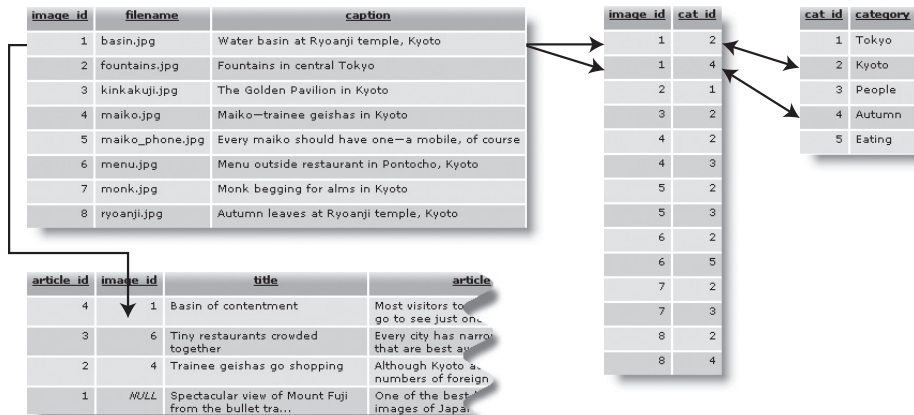 image_id filename caption
1 basin.jpg Water basin at Ryoanji temple, Kyoto
2 fountains.jpg Fountains in central Tokyo
3 kinkakuji.jpg The Golden Pavilion in Kyoto
4 maiko.jpg Maiko—trainee geishas in Kyoto
5 maiko_phone.jpg Every maiko should have one—a mobile, of course
6 menu.jpg Menu outside restaurant in Pontocho, Kyoto
7 monk.jpg Monk begging for alms in Kyoto
8 ryoanji.jpg Autumn leaves at Ryoanji temple, Kyoto
image_id cat_id
1 2
1 4
2 1
3 2
4 2
4 3
5 2
5 3
6 2
6 5
7 2
7 3
8 2
8 4
cat_id category
1 Tokyo
2 Kyoto
3 People
4 Autumn
5 Eating
article_id image_id title article
4 1 Basin of contentment Most visitors to
go to see just
3 6 Tiny restaurants crowded Every city has
together that are best
2 4 Trainee geishas go shopping Although Kyoto
numbers of foreign
1 NULL Spectacular view of Mount Fuji One of the best
from the bullet tra... images of